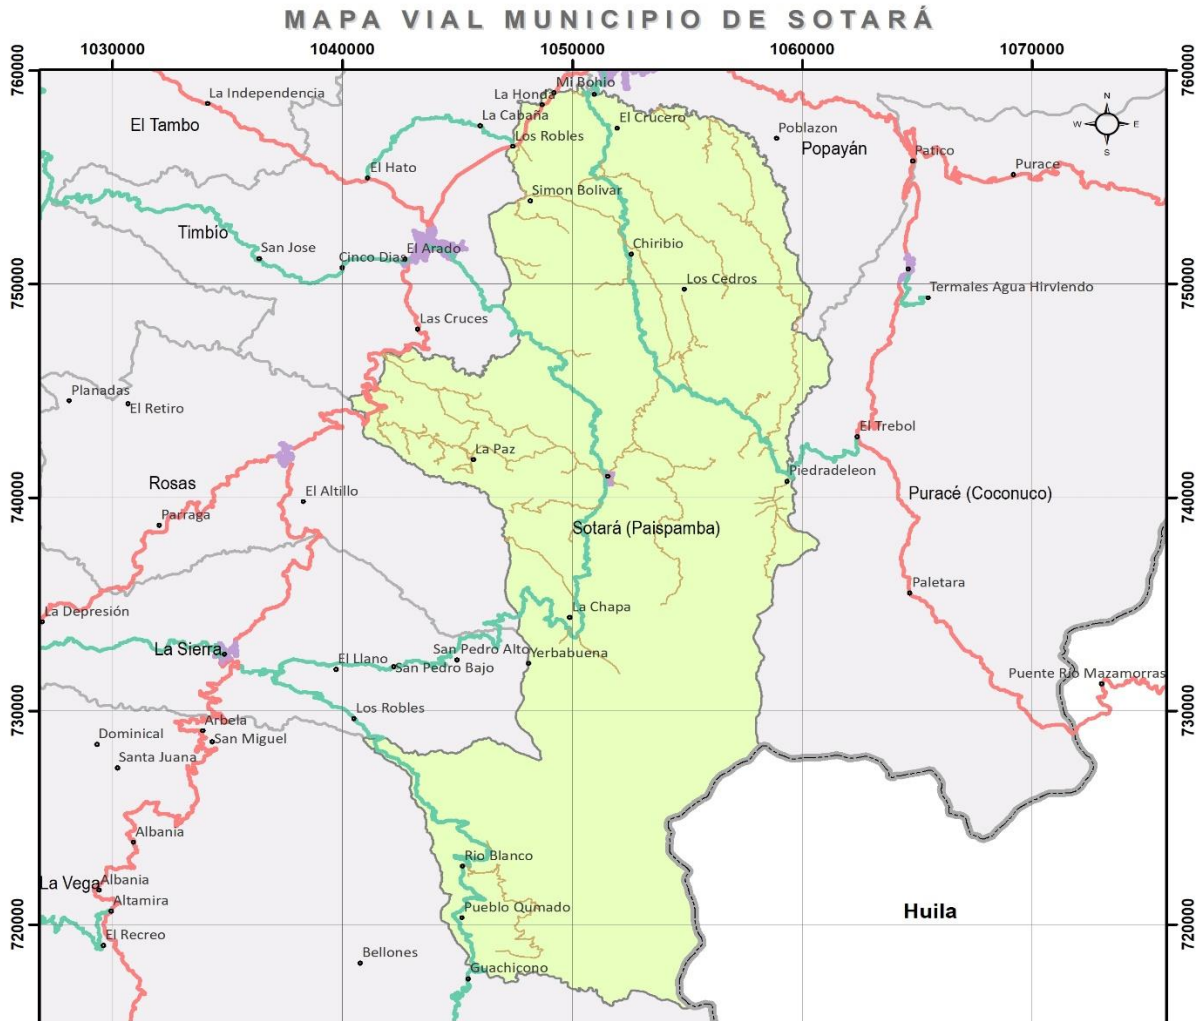 MAPA VIAL MUNICIPIO DE SOTARÁ
1030000
1040000
1050000
1060000
1070000
760000
760000
Mi Bohio
La Independencia
La Honda
N
W
E
S
El Tambo
La Cabaña
El Crucero
Los Robles
Poblazon
Popayán
Patico
Purace
El Hato
Simon Bolivar
Timbío
San Jose
Cinco Dias
El Arado
Chiribio
750000
750000
Los Cedros
Termales Agua Hirviendo
Las Cruces
Planadas
El Retiro
El Trebol
La Paz
Piedradeleon
Rosas
El Altillo
Puracé (Coconuco)
740000
740000
Parraga
Sotará (Paispamba)
Paletara
La Depresión
La Chapa
La Sierra
San Pedro Alto
Yerbabuena
El Llano
San Pedro Bajo
Puente Rio Mazamorras
730000
730000
Los Robles
Arbela
San Miguel
Dominical
Santa Juana
Albania
Rio Blanco
La Vega
Albania
Altamira
Pueblo Qumado
Huila
720000
720000
El Recreo
Bellones
Guachicono